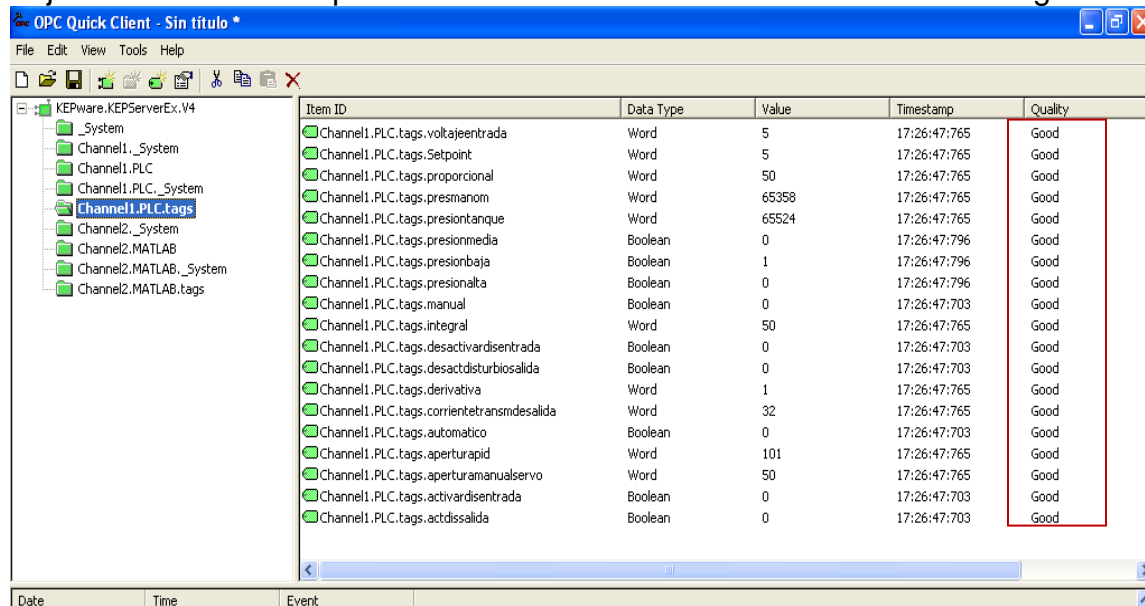 OPC Quick Client - Sin título *
File Edit View Tools Help
KEPware.KEPServerEx.V4
_System
Channel1._System
Channel1.PLC
Channel1.PLC._System
Channel1.PLC.tags
Channel2._System
Channel2.MATLAB
Channel2.MATLAB._System
Channel2.MATLAB.tags
Item ID Data Type Value Timestamp Quality
Channel1.PLC.tags.voltajeentrada Word 5 17:26:47:765 Good
Channel1.PLC.tags.Setpoint Word 5 17:26:47:765 Good
Channel1.PLC.tags.proporcional Word 50 17:26:47:765 Good
Channel1.PLC.tags.presmanom Word 65358 17:26:47:765 Good
Channel1.PLC.tags.presiontanque Word 65524 17:26:47:765 Good
Channel1.PLC.tags.presionmedia Boolean 0 17:26:47:796 Good
Channel1.PLC.tags.presionbaja Boolean 1 17:26:47:796 Good
Channel1.PLC.tags.presionalta Boolean 0 17:26:47:796 Good
Channel1.PLC.tags.manual Boolean 0 17:26:47:703 Good
Channel1.PLC.tags.integral Word 50 17:26:47:765 Good
Channel1.PLC.tags.desactivardisentrada Boolean 0 17:26:47:703 Good
Channel1.PLC.tags.desactdisturbiosalida Boolean 0 17:26:47:703 Good
Channel1.PLC.tags.derivativa Word 1 17:26:47:765 Good
Channel1.PLC.tags.corrientetransmdesalida Word 32 17:26:47:765 Good
Channel1.PLC.tags.automatico Boolean 0 17:26:47:703 Good
Channel1.PLC.tags.aperturapid Word 101 17:26:47:765 Good
Channel1.PLC.tags.aperturamanualservo Word 50 17:26:47:765 Good
Channel1.PLC.tags.activardisentrada Boolean 0 17:26:47:703 Good
Channel1.PLC.tags.actdissalida Boolean 0 17:26:47:703 Good
Date Time Event